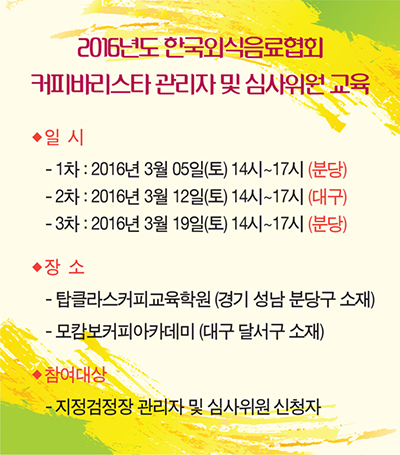 2016년도 한국외식음료협회
커피바리스타 관리자 및 심사위원 교육
◆일 시
- 1차 : 2016년 3월 05일(토) 14시~17시 (분당)
- 2차 : 2016년 3월 12일(토) 14시~17시 (대구)
- 3차 : 2016년 3월 19일(토) 14시~17시 (분당)
◆장 소
- 탑클라스커피교육학원 (경기 성남 분당구 소재)
- 모캄보커피아카데미 (대구 달서구 소재)
◆참여대상
- 지정검정장 관리자 및 심사위원 신청자